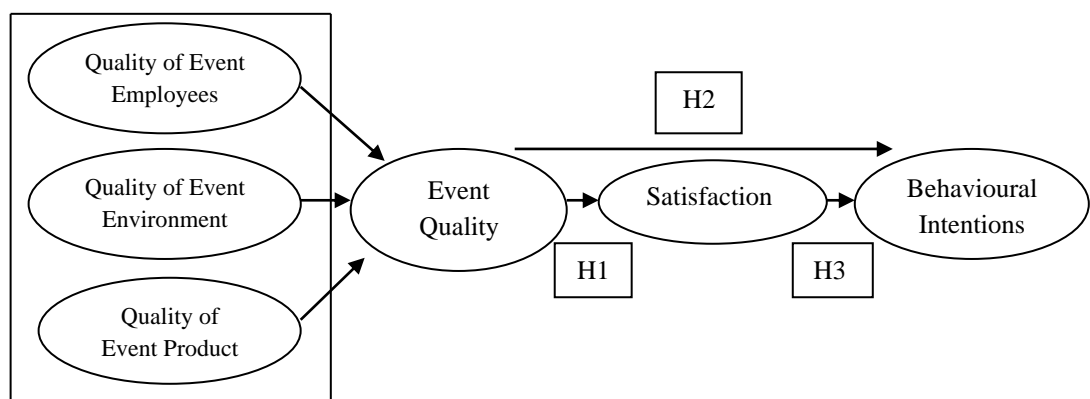 Quality of Event
Employees
Quality of Event
Environment
Quality of
Event Product
Event
Quality
H1
H2
Satisfaction
H3
Behavioural
Intentions